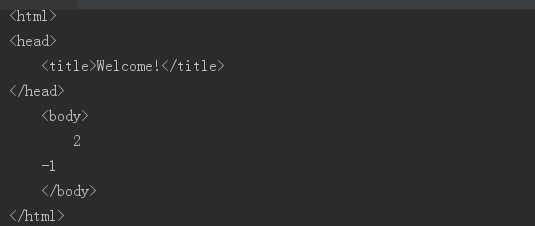 <html>
<head>
    <title>Welcome!</title>
</head>
    <body>
        2
    -1
    </body>
</html>